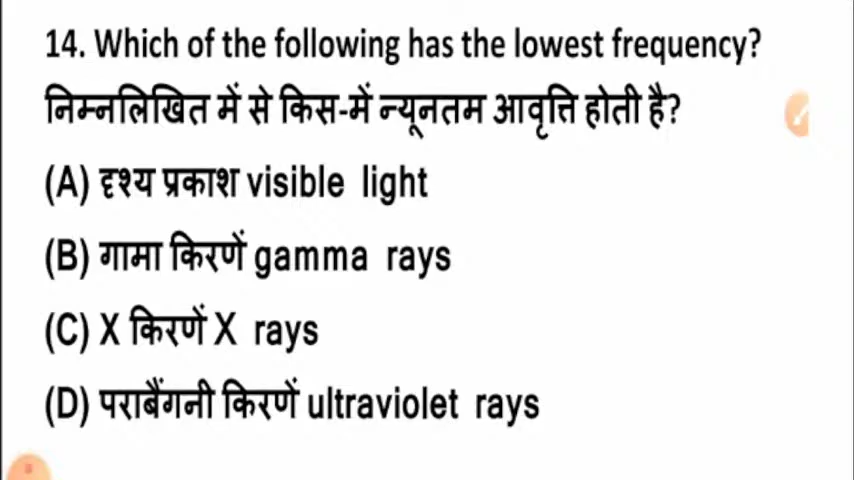 14. Which of the following has the lowest frequency?
निम्नलिखित में से किस-में न्यूनतम आवृत्ति होती है?
(A) दृश्य प्रकाश visible light
(B) गामा किरणें gamma rays
(C) X किरणें X rays
(D) पराबैंगनी किरणें ultraviolet rays